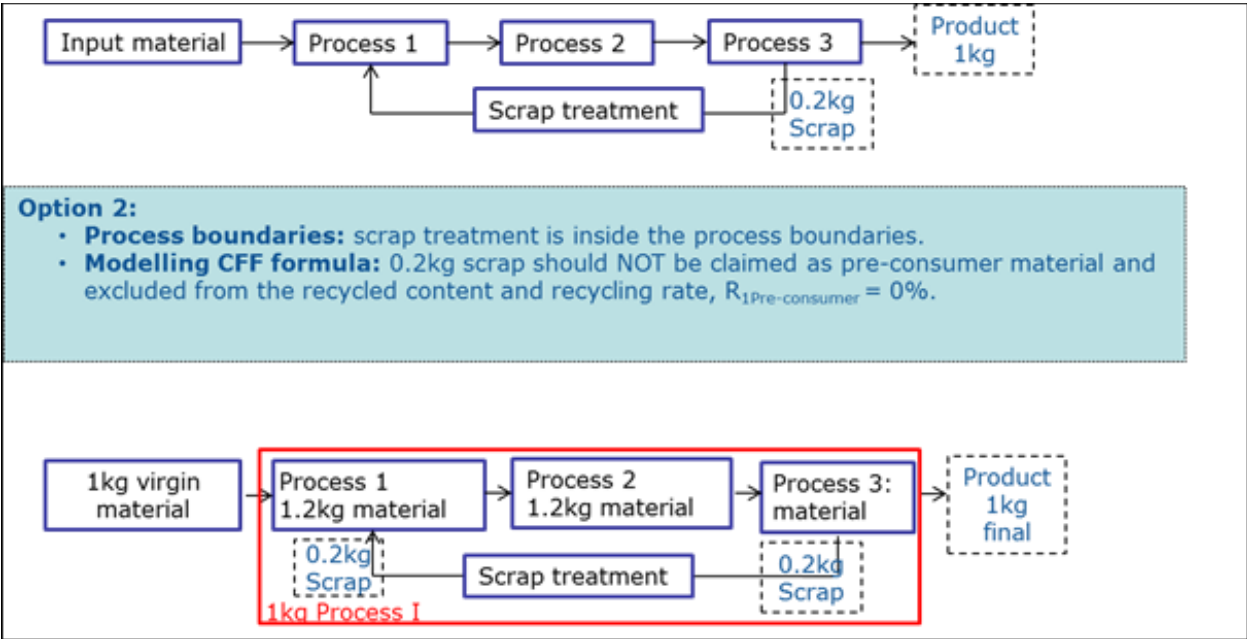 Input material
Process 1
Process 2
Process 3
Product
1kg
Scrap treatment
0.2kg
Scrap
Option 2:
• Process boundaries: scrap treatment is inside the process boundaries.
• Modelling CFF formula: 0.2kg scrap should NOT be claimed as pre-consumer material and
excluded from the recycled content and recycling rate, R1Pre-consumer = 0%.
1kg virgin
material
Process 1
1.2kg material
Process 2
1.2kg material
Process 3:
material
Product
1kg
final
0.2kg
Scrap
Scrap treatment
0.2kg
Scrap
1kg Process I